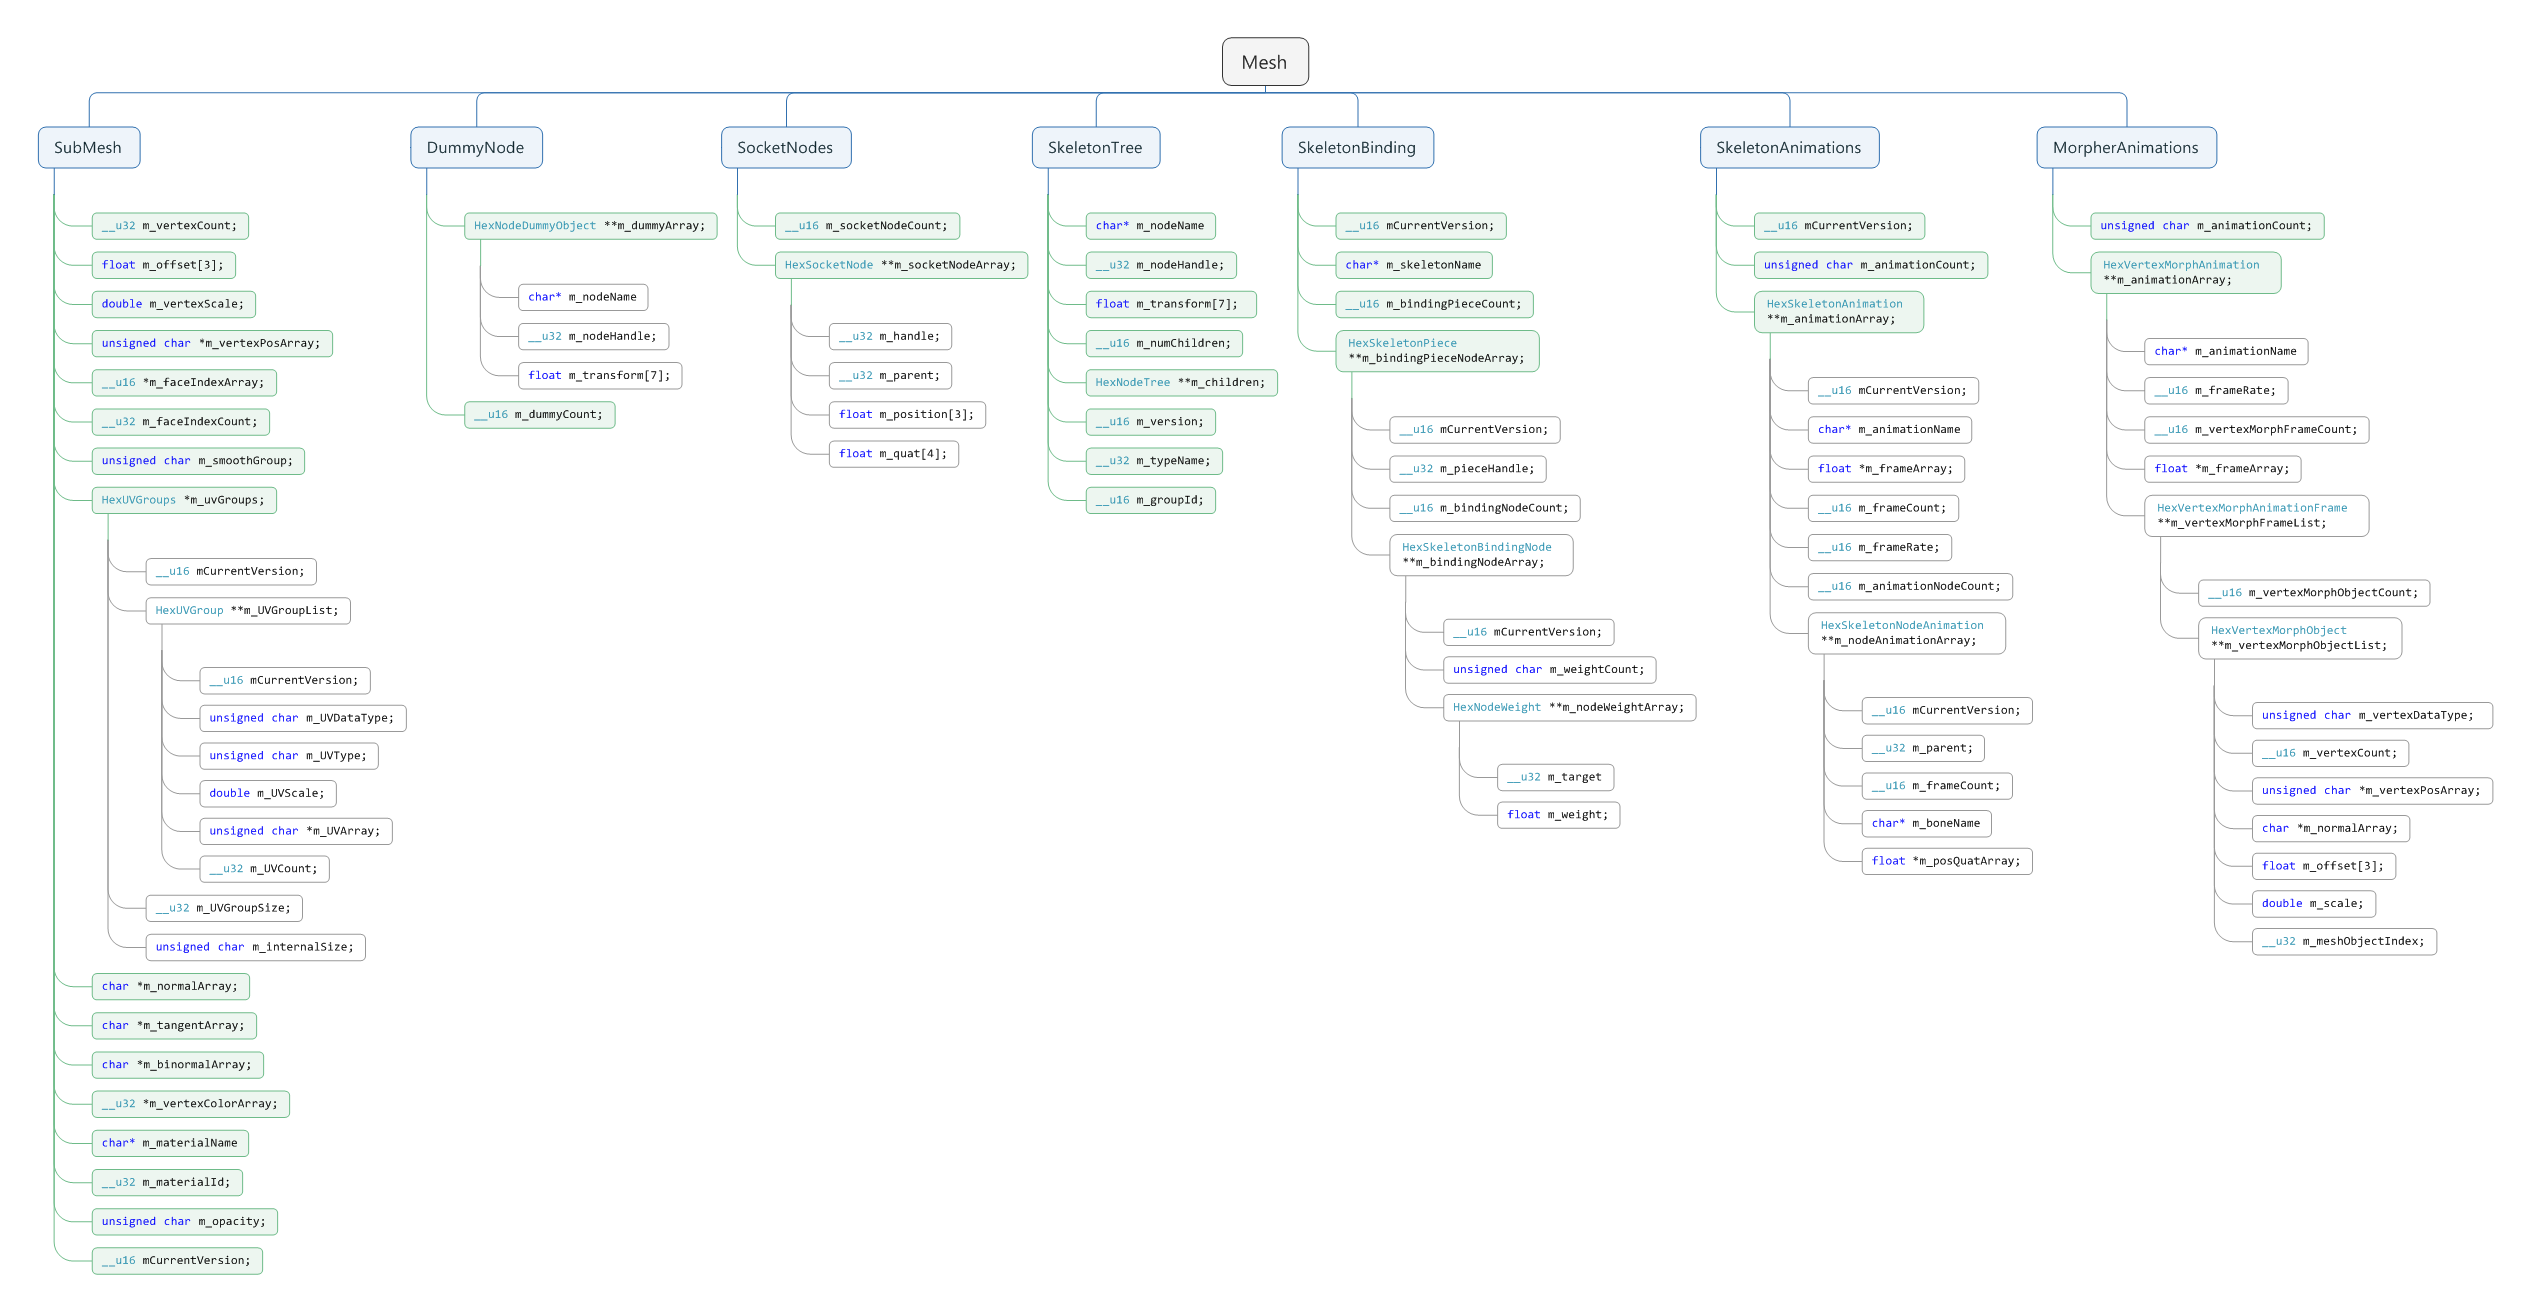 Mesh
SubMesh
__u32 m_vertexCount;
float m_offset[3];
double m_vertexScale;
unsigned char *m_vertexPosArray;
__u16 *m_faceIndexArray;
__u32 m_faceIndexCount;
unsigned char m_smoothGroup;
HexUVGroups *m_uvGroups;
__u16 mCurrentVersion;
HexUVGroup **m_UVGroupList;
__u16 mCurrentVersion;
unsigned char m_UVDataType;
unsigned char m_UVType;
double m_UVScale;
unsigned char *m_UVArray;
__u32 m_UVCount;
__u32 m_UVGroupSize;
unsigned char m_internalSize;
char *m_normalArray;
char *m_tangentArray;
char *m_binormalArray;
__u32 *m_vertexColorArray;
char* m_materialName
__u32 m_materialId;
unsigned char m_opacity;
__u16 mCurrentVersion;
DummyNode
HexNodeDummyObject **m_dummyArray;
char* m_nodeName
__u32 m_nodeHandle;
float m_transform[7];
__u16 m_dummyCount;
SocketNodes
__u16 m_socketNodeCount;
HexSocketNode **m_socketNodeArray;
__u32 m_handle;
__u32 m_parent;
float m_position[3];
float m_quat[4];
SkeletonTree
char* m_nodeName
__u32 m_nodeHandle;
float m_transform[7];
__u16 m_numChildren;
HexNodeTree **m_children;
__u16 m_version;
__u32 m_typeName;
__u16 m_groupId;
SkeletonBinding
__u16 mCurrentVersion;
char* m_skeletonName
__u16 m_bindingPieceCount;
HexSkeletonPiece
**m_bindingPieceNodeArray;
__u16 mCurrentVersion;
__u32 m_pieceHandle;
__u16 m_bindingNodeCount;
HexSkeletonBindingNode
**m_bindingNodeArray;
__u16 mCurrentVersion;
unsigned char m_weightCount;
HexNodeWeight **m_nodeWeightArray;
__u32 m_target
float m_weight;
SkeletonAnimations
__u16 mCurrentVersion;
unsigned char m_animationCount;
HexSkeletonAnimation
**m_animationArray;
__u16 mCurrentVersion;
char* m_animationName
float *m_frameArray;
__u16 m_frameCount;
__u16 m_frameRate;
__u16 m_animationNodeCount;
HexSkeletonNodeAnimation
**m_nodeAnimationArray;
__u16 mCurrentVersion;
__u32 m_parent;
__u16 m_frameCount;
char* m_boneName
float *m_posQuatArray;
MorpherAnimations
unsigned char m_animationCount;
HexVertexMorphAnimation
**m_animationArray;
char* m_animationName
__u16 m_frameRate;
__u16 m_vertexMorphFrameCount;
float *m_frameArray;
HexVertexMorphAnimationFrame
**m_vertexMorphFrameList;
__u16 m_vertexMorphObjectCount;
HexVertexMorphObject
**m_vertexMorphObjectList;
unsigned char m_vertexDataType;
__u16 m_vertexCount;
unsigned char *m_vertexPosArray;
char *m_normalArray;
float m_offset[3];
double m_scale;
__u32 m_meshObjectIndex;